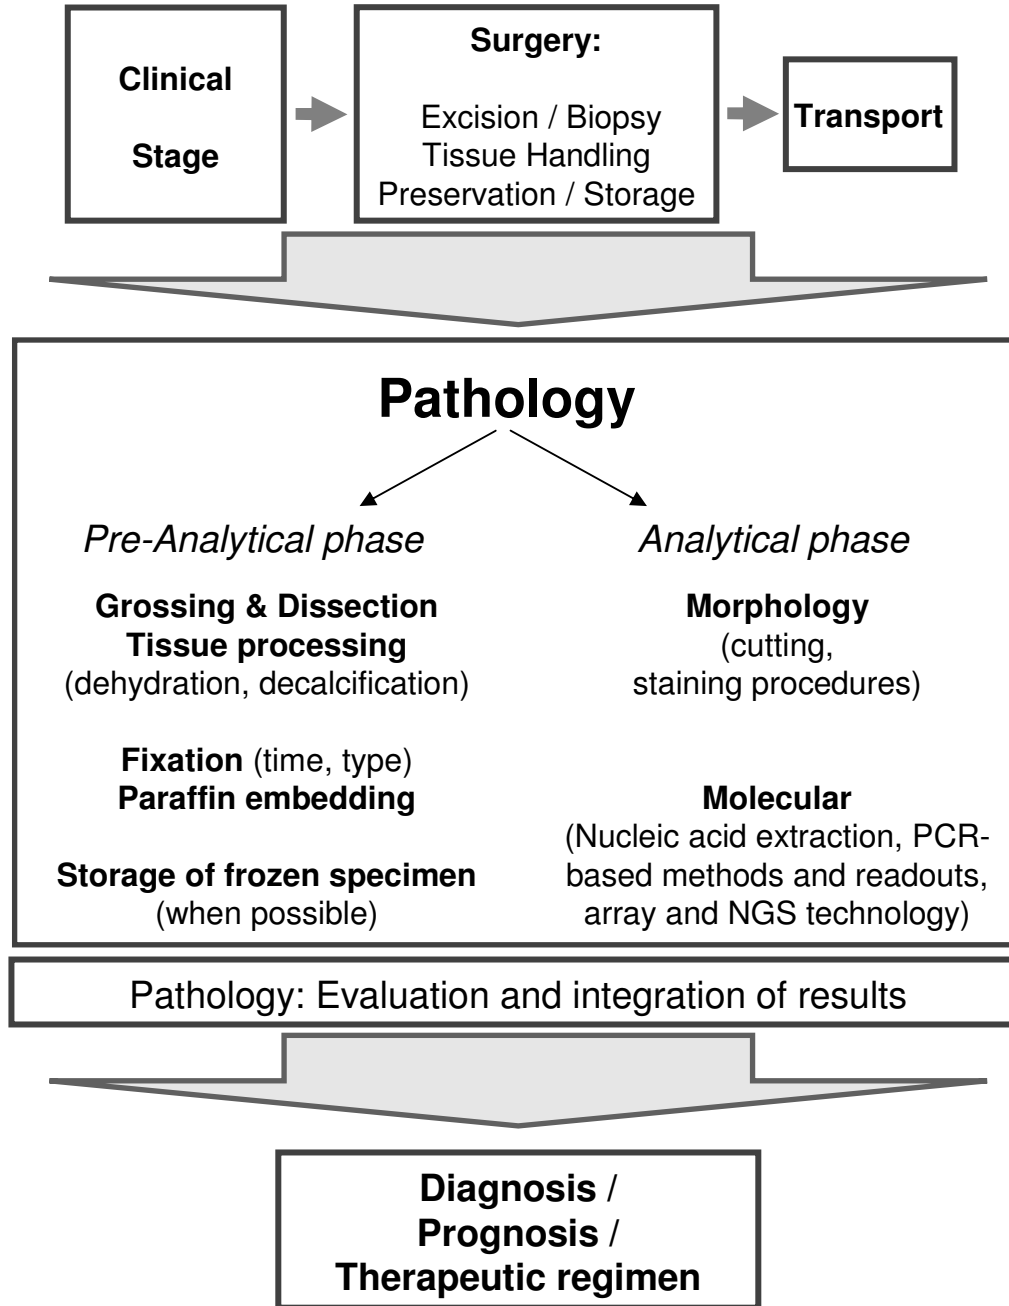 Clinical
Stage
Surgery:
Excision / Biopsy
Tissue Handling
Preservation / Storage
Transport
Pathology
Pre-Analytical phase
Grossing & Dissection
Tissue processing
(dehydration, decalcification)
Fixation (time, type)
Paraffin embedding
Storage of frozen specimen
(when possible)
Analytical phase
Morphology
(cutting,
staining procedures)
Molecular
(Nucleic acid extraction, PCR-
based methods and readouts,
array and NGS technology)
Pathology: Evaluation and integration of results
Diagnosis /
Prognosis /
Therapeutic regimen